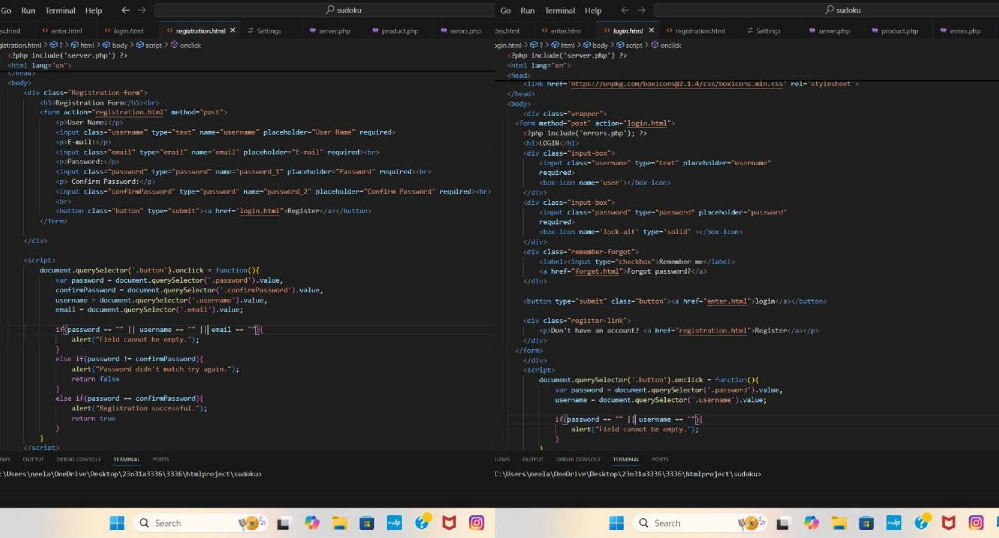 Go Run Terminal Help ← → sudoku
ex.html enter.html login.html registration.html × Settings server.php product.php errors.php
gistration.html > ? > html > body > script > onclick
<?php include('server.php') ?>
<html lang="en">
</head>
<body>
<div class="Registration-form">
<h5>Registration Form</h5><br>
<form action="registration.html" method="post">
<p>User Name:</p>
<input class="username" type="text" name="username" placeholder="User Name" required>
<p>E-mail:</p>
<input class="email" type="email" name="email" placeholder="E-mail" required><br>
<p>Password:</p>
<input class="password" type="password" name="password_1" placeholder="Password" required><br>
<p> Confirm Password:</p>
<input class="confirmPassword" type="password" name="password_2" placeholder="Confirm Password" required><br>
<br>
<button class="button" type="submit"><a href="login.html">Register</a></button>
</form>
</div>
<script>
document.querySelector('.button').onclick = function(){
var password = document.querySelector('.password').value,
confirmPassword = document.querySelector('.confirmPassword').value,
username = document.querySelector('.username').value,
email = document.querySelector('.email').value;
if(password == "" || username == "" || email == ""){
alert("Field cannot be empty.");
}
else if(password != confirmPassword){
alert("Password didn't match try again.");
return false
}
else if(password == confirmPassword){
alert("Registration successful.");
return true
}
}
</script>
EMS OUTPUT DEBUG CONSOLE TERMINAL PORTS
:\Users\neela\OneDrive\Desktop\23n31a3336\3336\htmlproject\sudoku>
Search
myhp
Go Run Terminal Help ← → sudoku
dex.html enter.html login.html × registration.html Settings server.php product.php errors.php
ogin.html > ? > html > body > script > onclick
<?php include('server.php') ?>
<html lang="en">
<head>
<link href='https://unpkg.com/boxicons@2.1.4/css/boxicons.min.css' rel='stylesheet'>
</head>
<body>
<div class="wrapper">
<form method="post" action="login.html">
<?php include('errors.php'); ?>
<h1>LOGIN</h1>
<div class="input-box">
<input class="username" type="text" placeholder="username"
required>
<box-icon name='user'></box-icon>
</div>
<div class="input-box">
<input class="password" type="password" placeholder="password"
required>
<box-icon name='lock-alt' type='solid' ></box-icon>
</div>
<div class="remember-forgot">
<label><input type="checkbox">Remember me</label>
<a href="forget.html">Forgot password?</a>
</div>
<button type="submit" class="button"><a href="enter.html">login</a></button>
<div class="register-link">
<p>Don't have an account? <a href="registration.html">Register</a></p>
</div>
</form>
</div>
<script>
document.querySelector('.button').onclick = function(){
var password = document.querySelector('.password').value,
username = document.querySelector('.username').value;
if(password == "" || username == ""){
alert("Field cannot be empty.");
}
}
LEMS OUTPUT DEBUG CONSOLE TERMINAL PORTS
C:\Users\neela\OneDrive\Desktop\23n31a3336\3336\htmlproject\sudoku>
Search
myhp